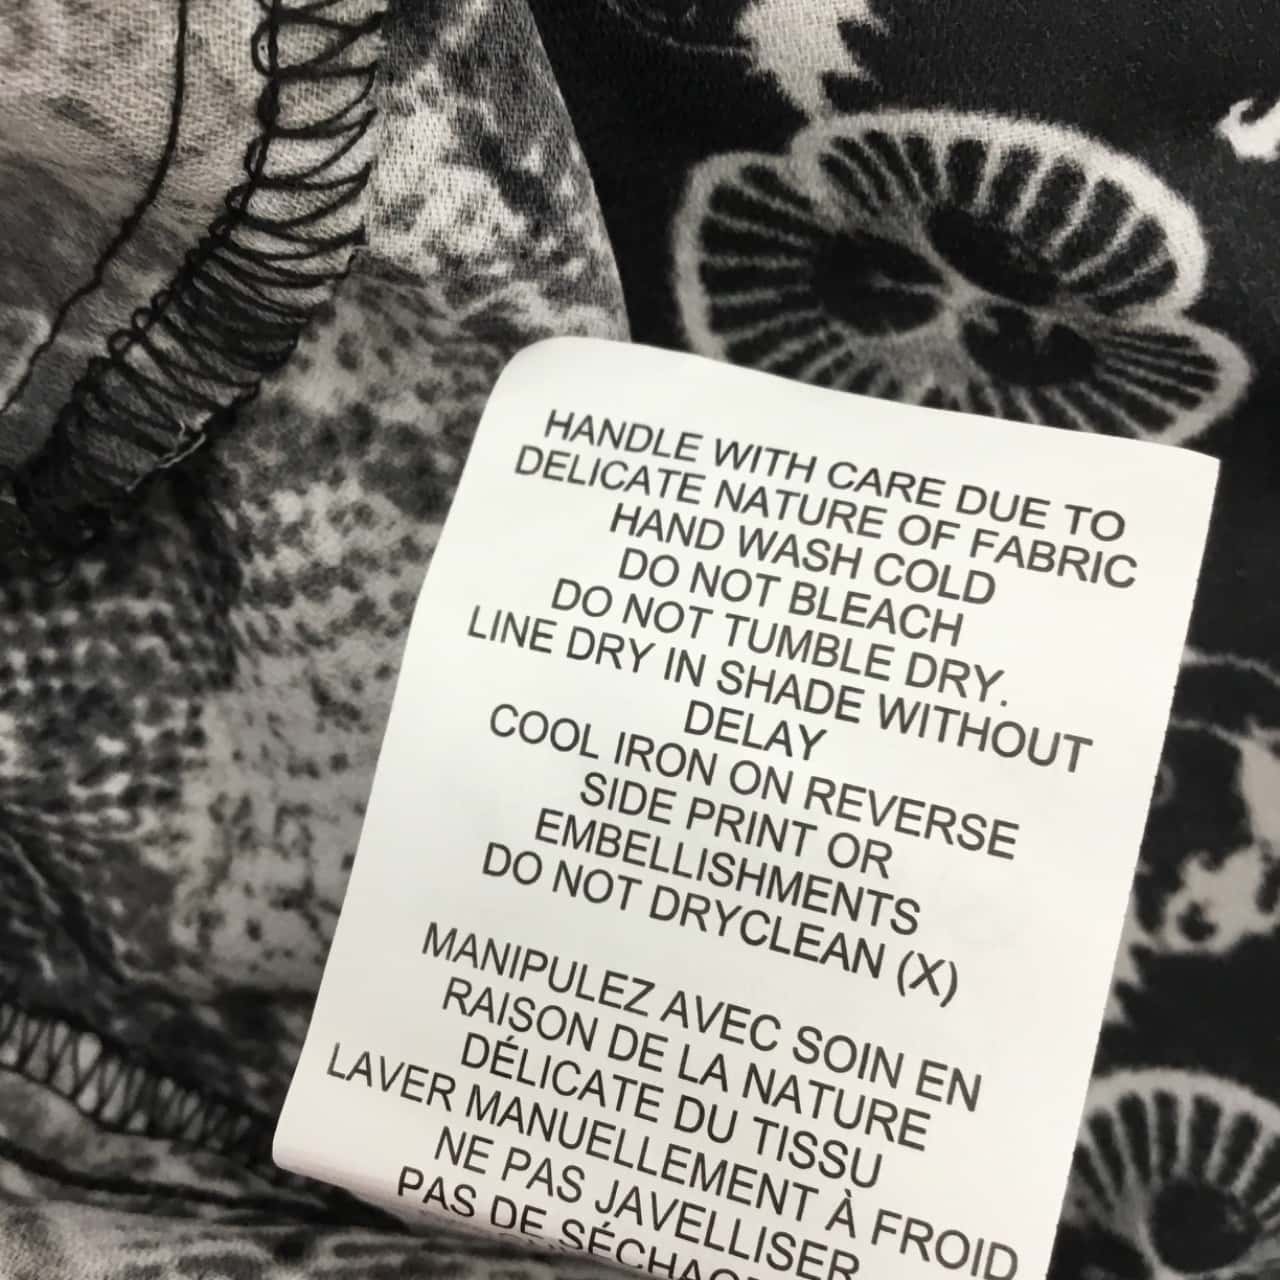 HANDLE WITH CARE DUE TO
DELICATE NATURE OF FABRIC
HAND WASH COLD
DO NOT BLEACH
DO NOT TUMBLE DRY.
LINE DRY IN SHADE WITHOUT
DELAY
COOL IRON ON REVERSE
SIDE PRINT OR
EMBELLISHMENTS
DO NOT DRYCLEAN (X)
MANIPULEZ AVEC SOIN EN
RAISON DE LA NATURE
DÉLICATE DU TISSU
LAVER MANUELLEMENT À FROID
NE PAS JAVELLISER
PAS DE